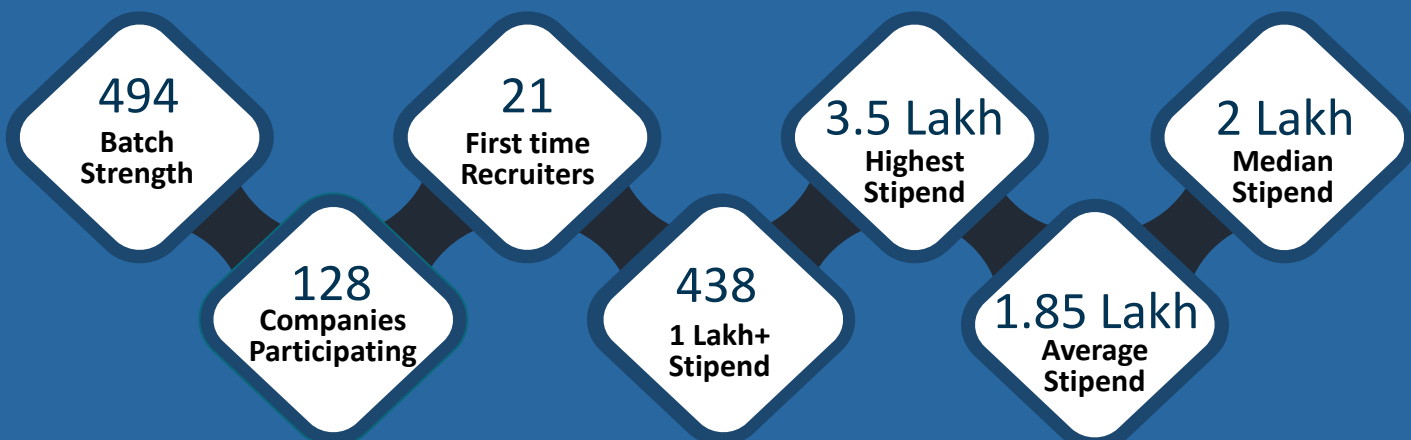 494
Batch
Strength
128
Companies
Participating
21
First time
Recruiters
438
1 Lakh+
Stipend
3.5 Lakh
Highest
Stipend
1.85 Lakh
Average
Stipend
2 Lakh
Median
Stipend